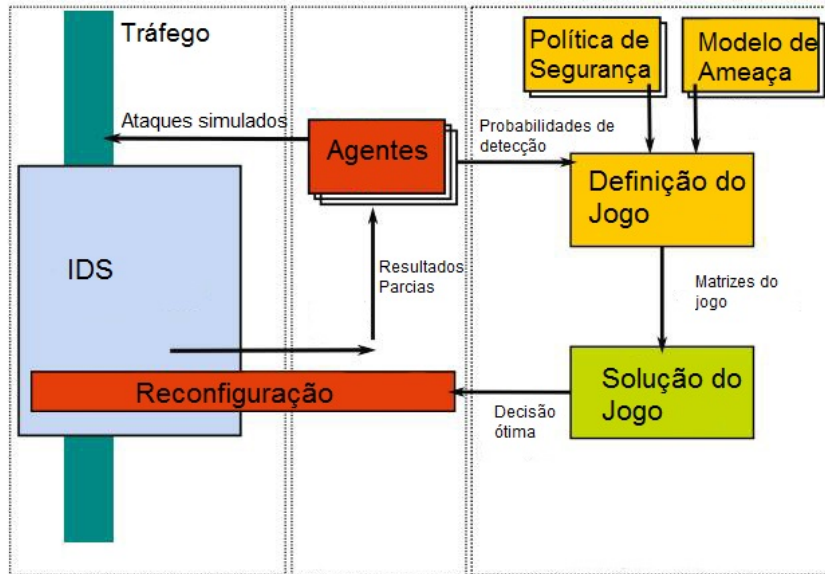 Tráfego
Política de
Segurança
Modelo de
Ameaça
Ataques simulados
Agentes
Probabilidades de
detecção
Definição do
Jogo
IDS
Resultados
Parcias
Matrizes do
jogo
Reconfiguração
Decisão
ótima
Solução do
Jogo